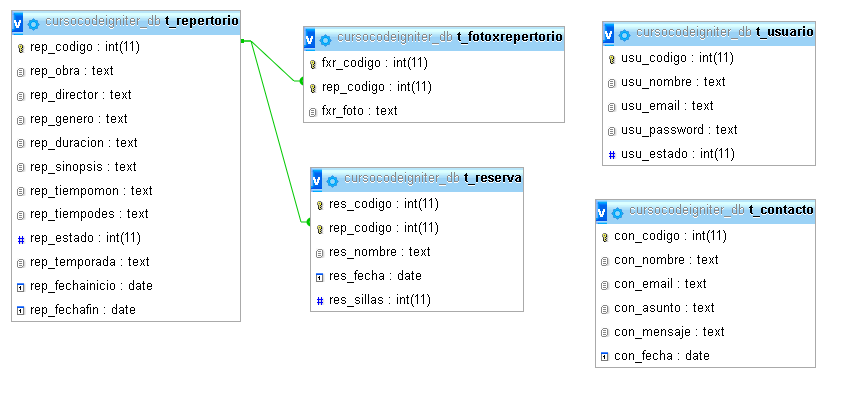 v cursocodeigniter_db t_repertorio
rep_codigo : int(11)
rep_obra : text
rep_director : text
rep_genero : text
rep_duracion : text
rep_sinopsis : text
rep_tiempomon : text
rep_tiempodes : text
# rep_estado : int(11)
rep_temporada : text
rep_fechainicio : date
rep_fechafin : date
v cursocodeigniter_db t_fotoxrepertorio
fxr_codigo : int(11)
rep_codigo : int(11)
fxr_foto : text
v cursocodeigniter_db t_reserva
res_codigo : int(11)
rep_codigo : int(11)
res_nombre : text
res_fecha : date
# res_sillas : int(11)
v cursocodeigniter_db t_usuario
usu_codigo : int(11)
usu_nombre : text
usu_email : text
usu_password : text
# usu_estado : int(11)
v cursocodeigniter_db t_contacto
con_codigo : int(11)
con_nombre : text
con_email : text
con_asunto : text
con_mensaje : text
con_fecha : date